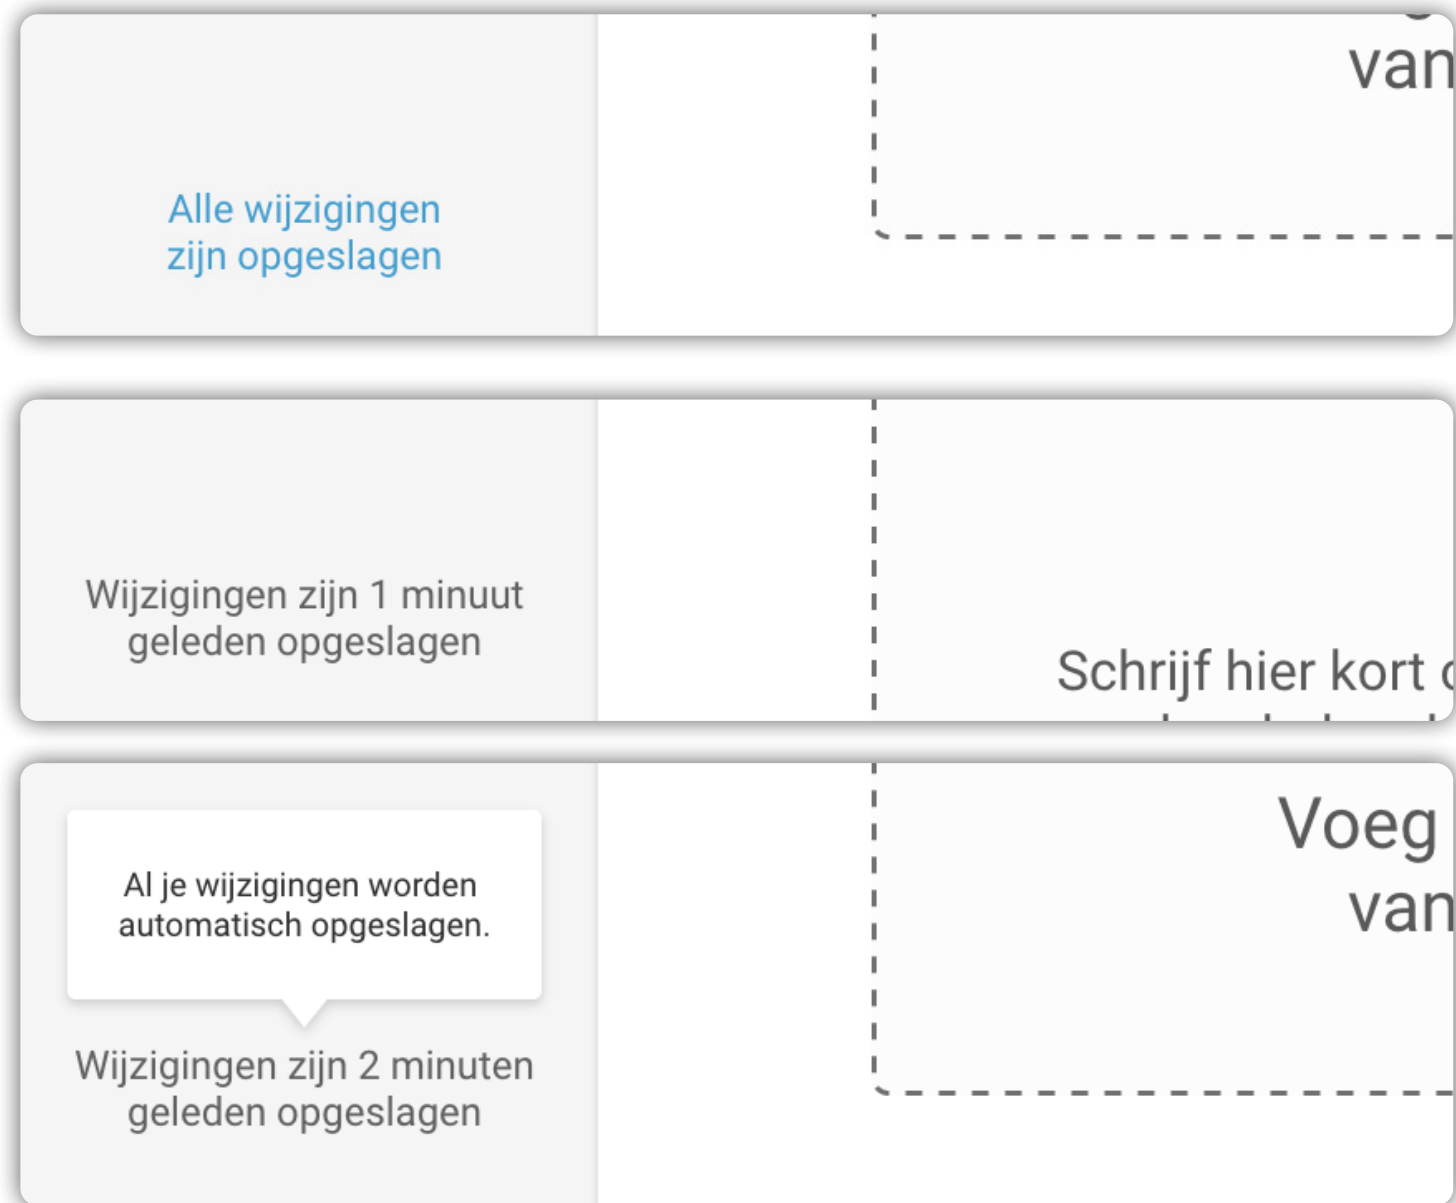 van
Alle wijzigingen
zijn opgeslagen
Wijzigingen zijn 1 minuut
geleden opgeslagen
Schrijf hier kort
Voeg
van
Al je wijzigingen worden
automatisch opgeslagen.
Wijzigingen zijn 2 minuten
geleden opgeslagen